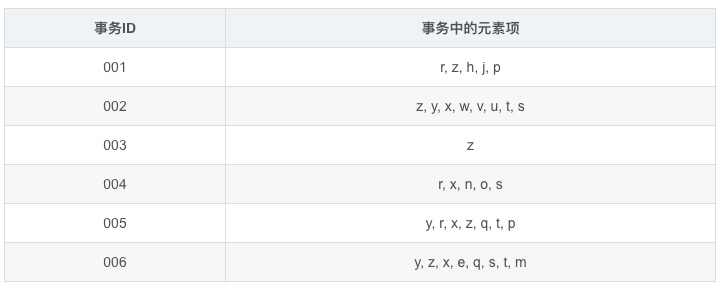 事务ID 事务中的元素项
001 r, z, h, j, p
002 z, y, x, w, v, u, t, s
003 z
004 r, x, n, o, s
005 y, r, x, z, q, t, p
006 y, z, x, e, q, s, t, m